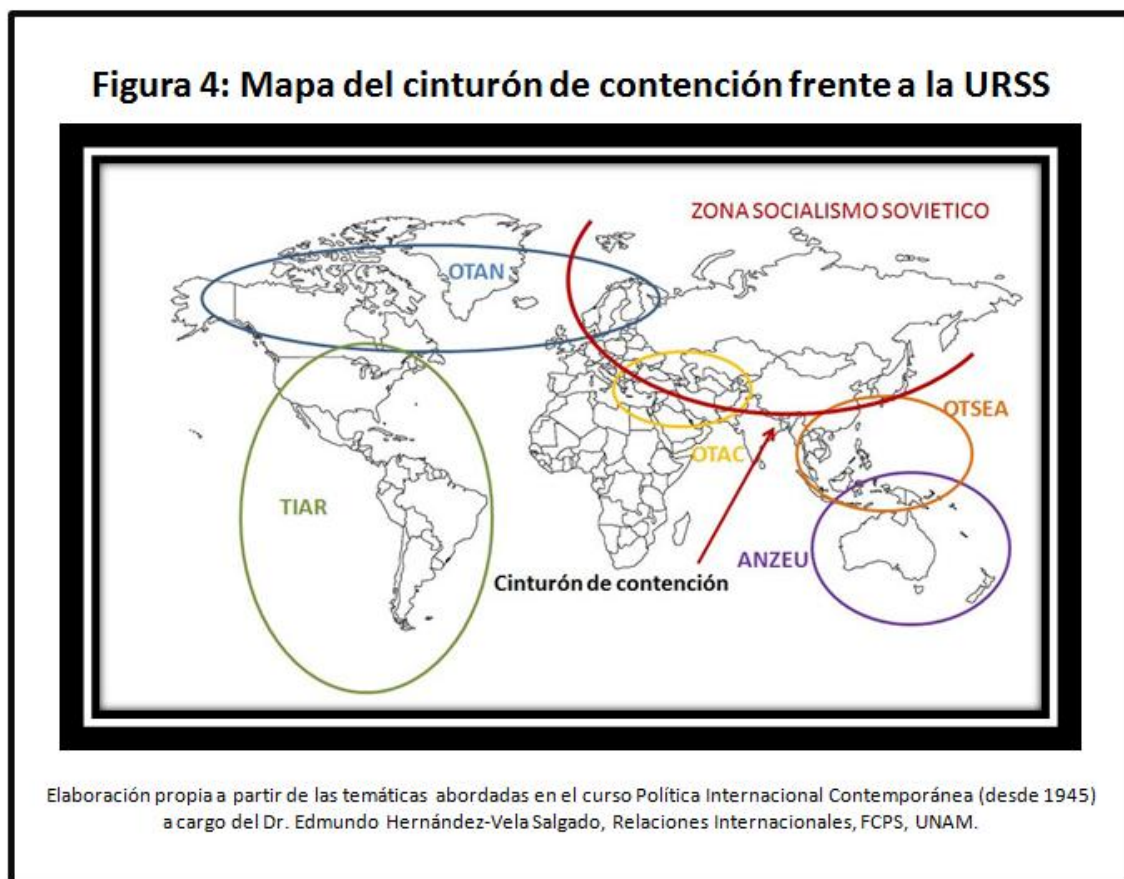 Figura 4: Mapa del cinturón de contención frente a la URSS
ZONA SOCIALISMO SOVIETICO
OTAN
OTSEA
OTAC
TIAR
ANZEU
Cinturón de contención
Elaboración propia a partir de las temáticas abordadas en el curso Política Internacional Contemporánea (desde 1945)
a cargo del Dr. Edmundo Hernández-Vela Salgado, Relaciones Internacionales, FCPS, UNAM.